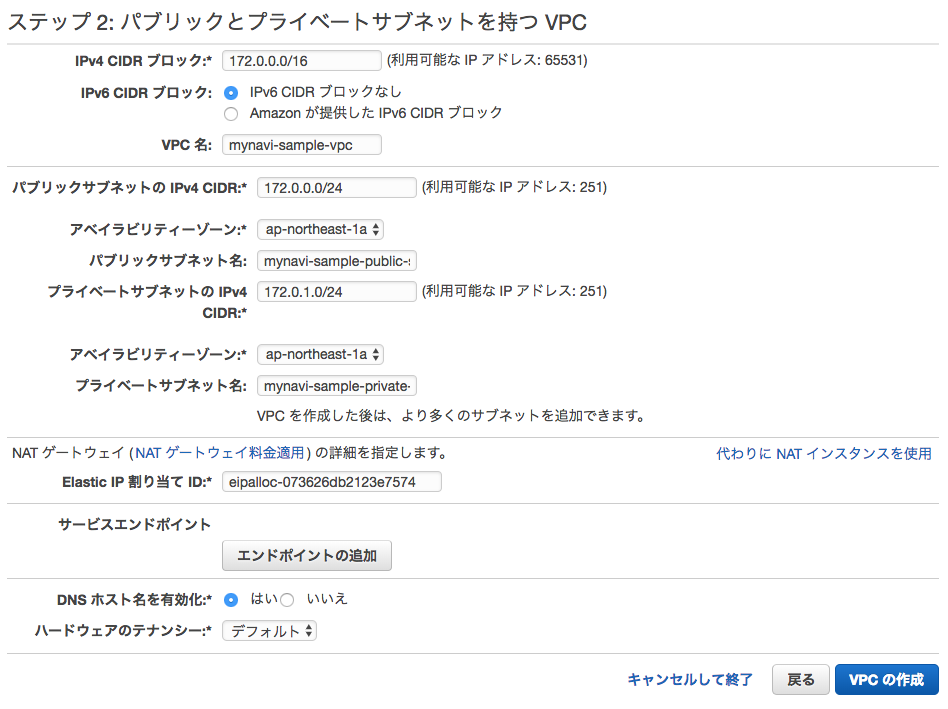 ステップ 2: パブリックとプライベートサブネットを持つ VPC
IPv4 CIDR ブロック:* 172.0.0.0/16 (利用可能な IP アドレス: 65531)
IPv6 CIDR ブロック: IPv6 CIDR ブロックなし
Amazon が提供した IPv6 CIDR ブロック
VPC 名: mynavi-sample-vpc
パブリックサブネットの IPv4 CIDR:* 172.0.0.0/24 (利用可能な IP アドレス: 251)
アベイラビリティーゾーン:* ap-northeast-1a
パブリックサブネット名: mynavi-sample-public-s
プライベートサブネットの IPv4 172.0.1.0/24 (利用可能な IP アドレス: 251)
CIDR:*
アベイラビリティーゾーン:* ap-northeast-1a
プライベートサブネット名: mynavi-sample-private-
VPC を作成した後は、より多くのサブネットを追加できます。
NAT ゲートウェイ (NAT ゲートウェイ料金適用) の詳細を指定します。 代わりに NAT インスタンスを使用
Elastic IP 割り当て ID:* eipalloc-073626db2123e7574
サービスエンドポイント
エンドポイントの追加
DNS ホスト名を有効化:* はい いいえ
ハードウェアのテナンシー:* デフォルト
キャンセルして終了 戻る VPC の作成